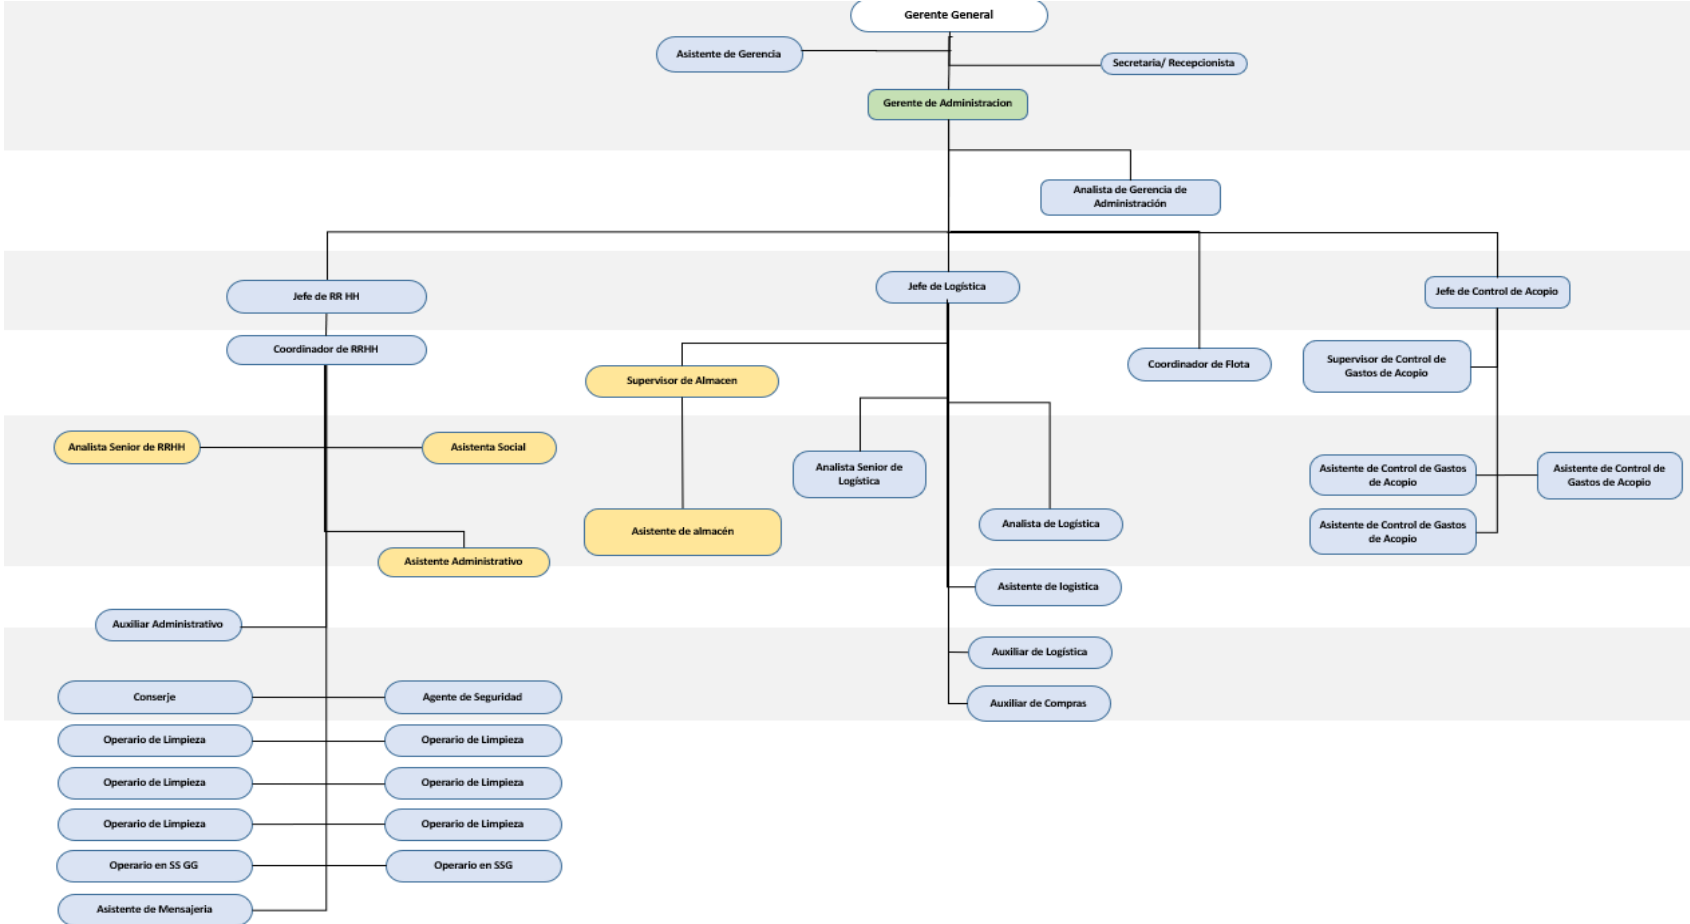 Gerente General
Asistente de Gerencia
Secretaria/ Recepcionista
Gerente de Administracion
Analista de Gerencia de
Administración
Jefe de RR HH
Jefe de Logística
Jefe de Control de Acopio
Coordinador de RRHH
Coordinador de Flota
Supervisor de Control de
Gastos de Acopio
Supervisor de Almacen
Analista Senior de RRHH
Asistenta Social
Analista Senior de
Logística
Asistente de Control de Gastos
de Acopio
Asistente de Control de
Gastos de Acopio
Asistente de almacén
Analista de Logística
Asistente de Control de Gastos
de Acopio
Asistente Administrativo
Asistente de logistica
Auxiliar Administrativo
Auxiliar de Logística
Conserje
Agente de Seguridad
Auxiliar de Compras
Operario de Limpieza
Operario de Limpieza
Operario de Limpieza
Operario de Limpieza
Operario de Limpieza
Operario de Limpieza
Operario en SS GG
Operario en SSG
Asistente de Mensajeria